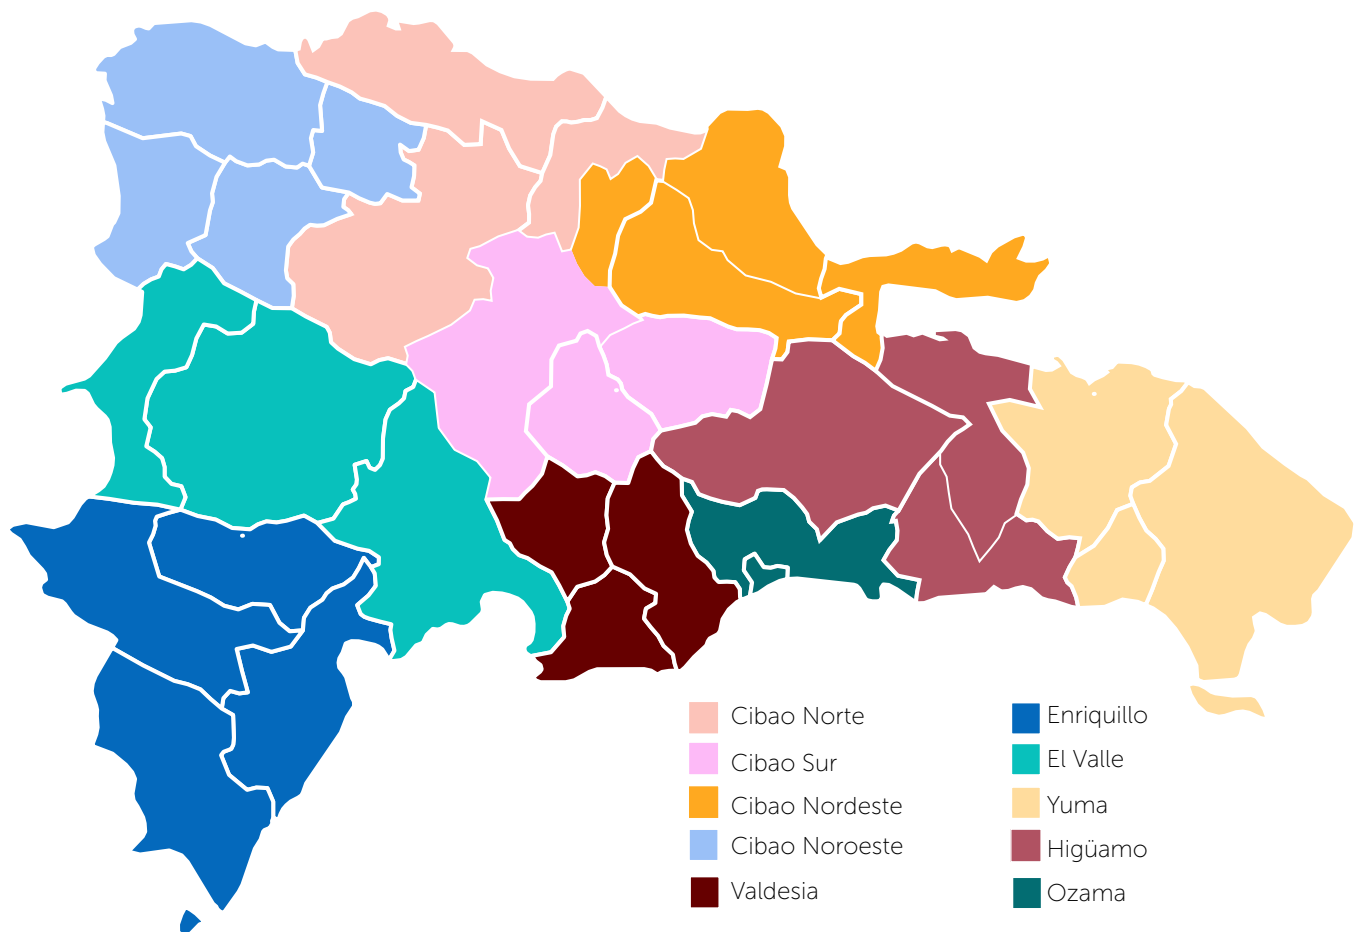 Cibao Norte
Cibao Sur
Cibao Nordeste
Cibao Noroeste
Valdesia
Enriquillo
El Valle
Yuma
Higüamo
Ozama